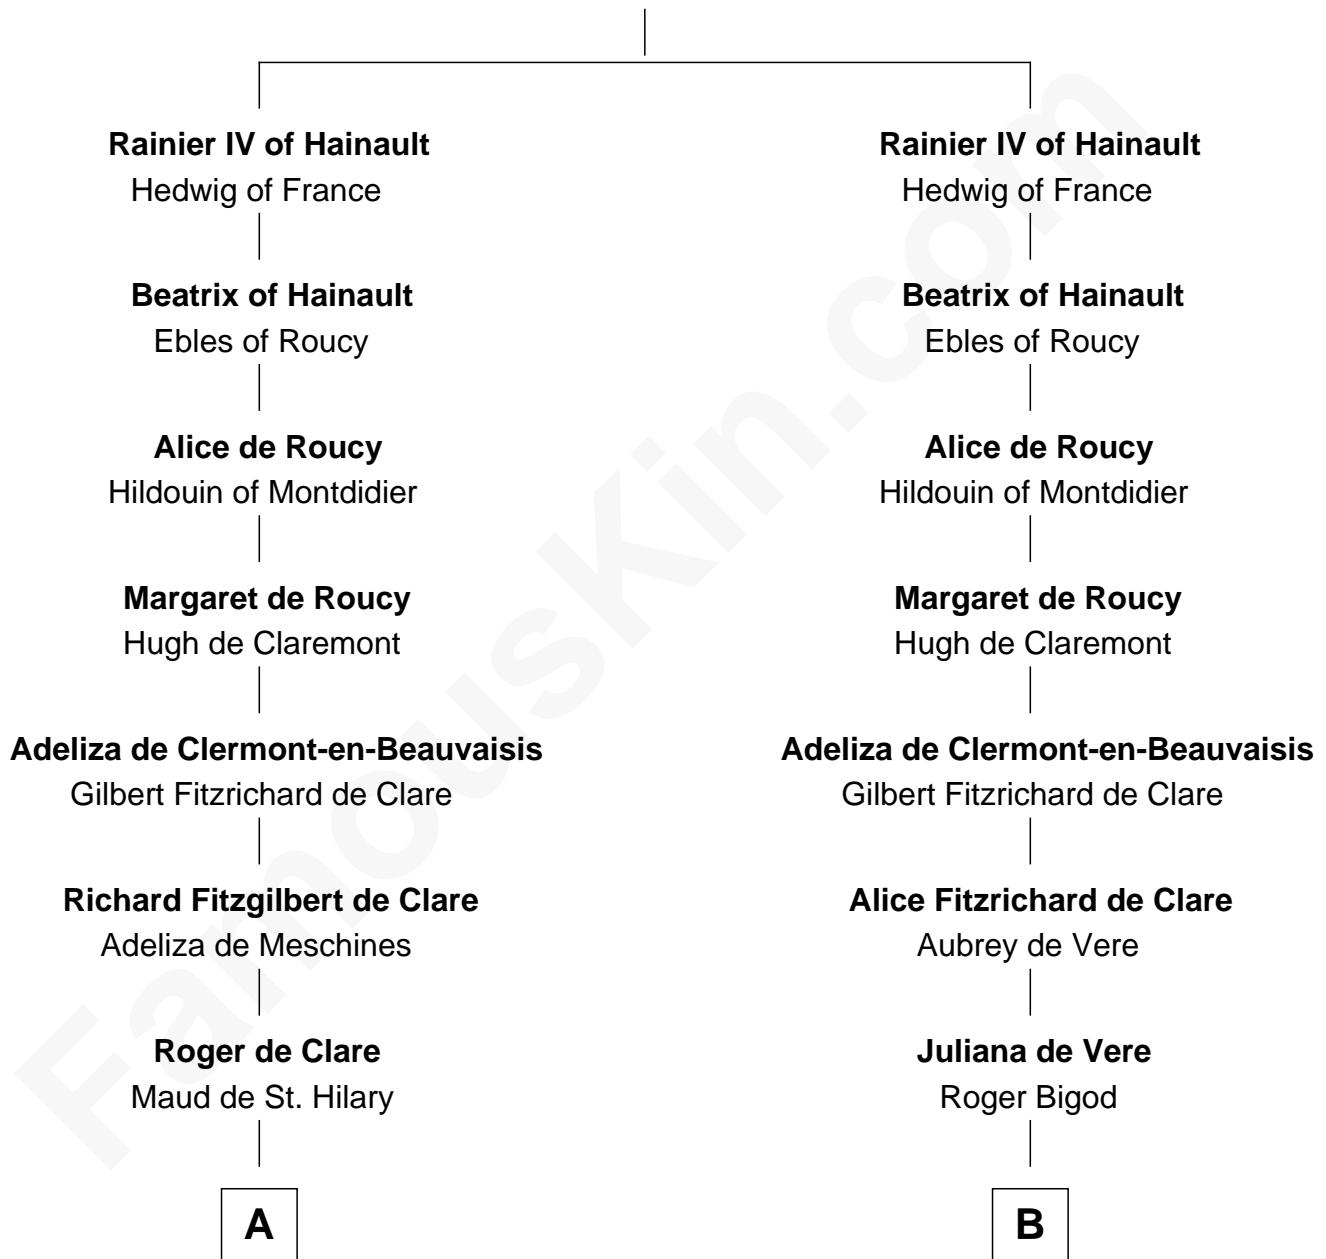 Rainier IV of Hainault
Hedwig of France
Beatrix of Hainault
Ebles of Roucy
Alice de Roucy
Hildouin of Montdidier
Margaret de Roucy
Hugh de Claremont
Adeliza de Clermont-en-Beauvaisis
Gilbert Fitzrichard de Clare
Richard Fitzgilbert de Clare
Adeliza de Meschines
Roger de Clare
Maud de St. Hilary
A
Rainier IV of Hainault
Hedwig of France
Beatrix of Hainault
Ebles of Roucy
Alice de Roucy
Hildouin of Montdidier
Margaret de Roucy
Hugh de Claremont
Adeliza de Clermont-en-Beauvaisis
Gilbert Fitzrichard de Clare
Alice Fitzrichard de Clare
Aubrey de Vere
Juliana de Vere
Roger Bigod
B
FamousKin.com